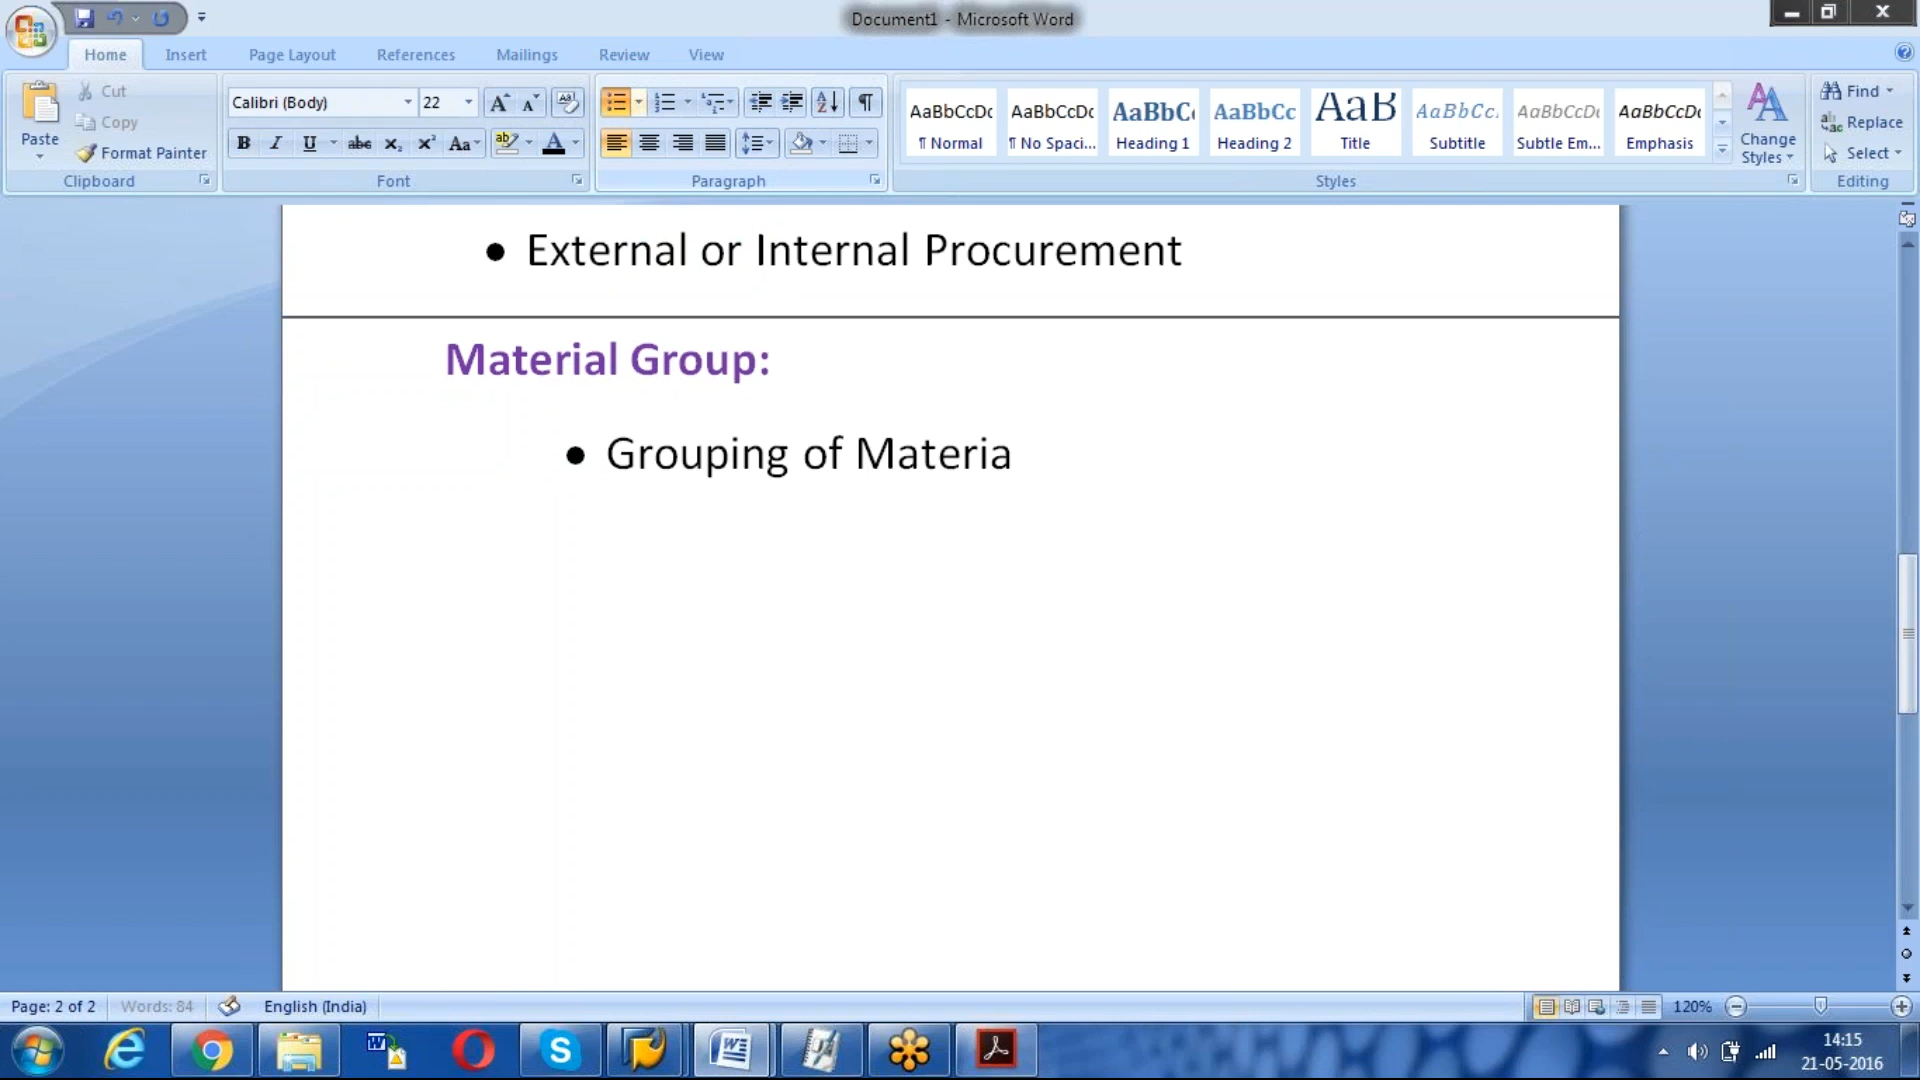 Document1 - Microsoft Word
Home Insert Page Layout References Mailings Review View
Paste
Cut
Copy
Format Painter
Clipboard
Calibri (Body) 22
Font
Paragraph
AaBbCcDc AaBbCcDc AaBbC AaBbCc AaB AaBbCc. AaBbCcDc AaBbCcDc
¶ Normal ¶ No Spaci... Heading 1 Heading 2 Title Subtitle Subtle Em... Emphasis
Change Styles
Styles
Find
Replace
Select
Editing
• External or Internal Procurement
Material Group:
• Grouping of Materia
Page: 2 of 2 Words: 84 English (India) 120%
14:15
21-05-2016